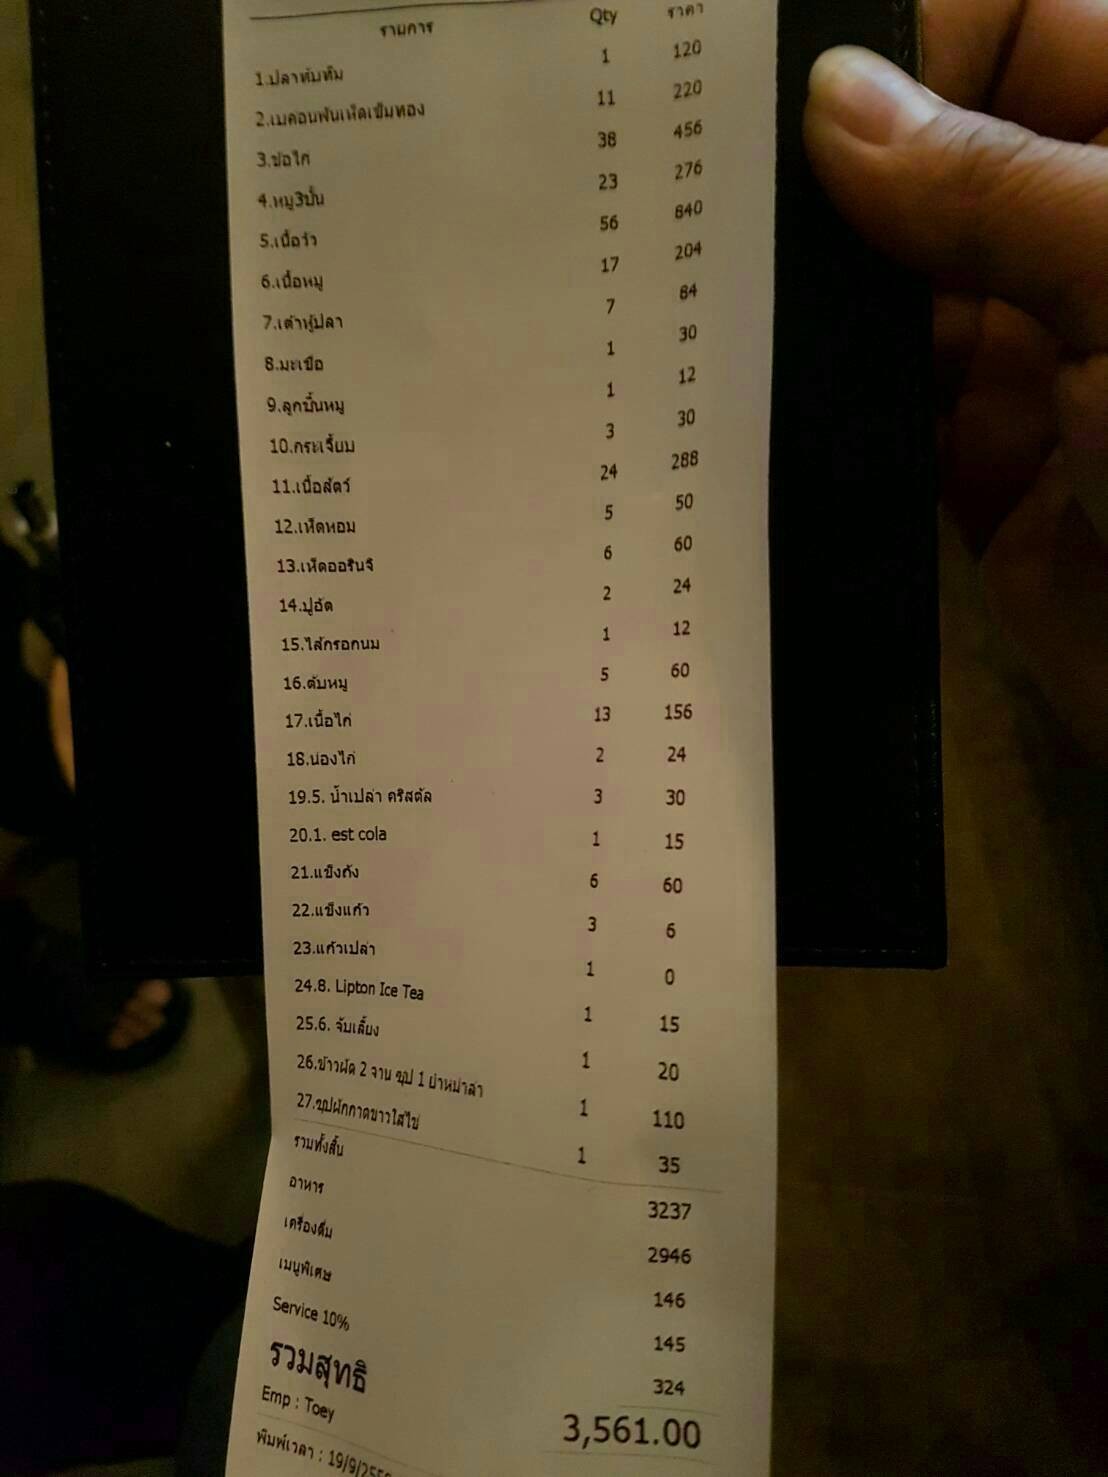 รายการ Qty ราคา
1.ปลาทับทิม 1 120
2.เบคอนพันเห็ดเข็มทอง 11 220
3.ข้อไก่ 38 456
4.หมู3ชั้น 23 276
5.เนื้อวัว 56 840
6.เนื้อหมู 17 204
7.เต้าหู้ปลา 7 84
8.มะเขือ 1 30
9.ลูกชิ้นหมู 1 12
10.กระเจี๊ยบ 3 30
11.เนื้อสัตว์ 24 288
12.เห็ดหอม 5 50
13.เห็ดออรินจิ 6 60
14.ปูอัด 2 24
15.ไส้กรอกนม 1 12
16.ตับหมู 5 60
17.เนื้อไก่ 13 156
18.น่องไก่ 2 24
19.5. น้ำเปล่า คริสตัล 3 30
20.1. est cola 1 15
21.แข็งถัง 6 60
22.แข็งแก้ว 3 6
23.แก้วเปล่า 1 0
24.8. Lipton Ice Tea 1 15
25.6. จับเลี้ยง 1 20
26.ข้าวผัด 2 จาน ซุป 1 ยำหม่าล่า 1 110
27.ซุปผักกาดขาวใส่ไข่ 1 35
รวมทั้งสิ้น 3237
อาหาร 2946
เครื่องดื่ม 146
เมนูพิเศษ 145
Service 10% 324
รวมสุทธิ 3,561.00
Emp : Toey
พิมพ์เวลา : 19/9/255